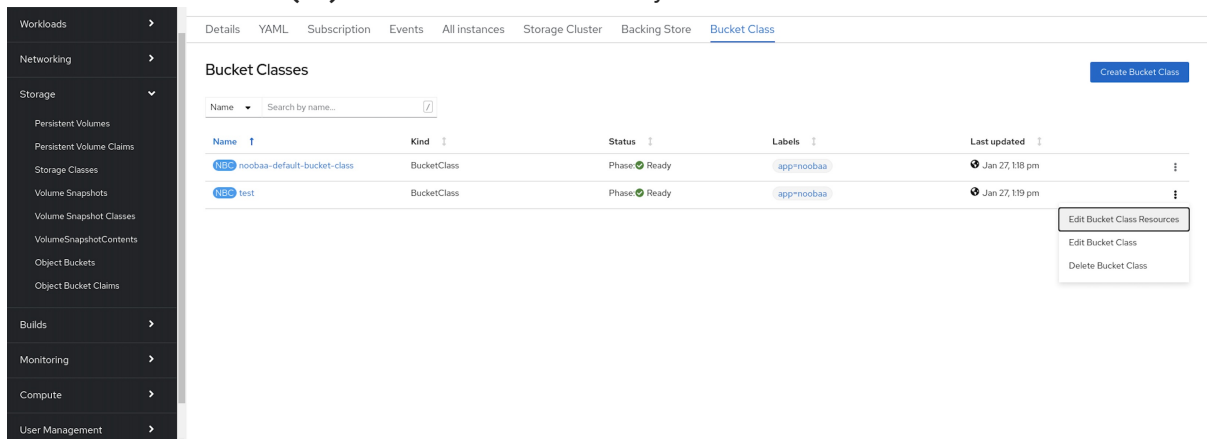 Workloads
Networking
Storage
Persistent Volumes
Persistent Volume Claims
Storage Classes
Volume Snapshots
Volume Snapshot Classes
VolumeSnapshotContents
Object Buckets
Object Bucket Claims
Builds
Monitoring
Compute
User Management
Details YAML Subscription Events All instances Storage Cluster Backing Store Bucket Class
Bucket Classes
Create Bucket Class
Name Search by name... /
Name Kind Status Labels Last updated
NBC noobaa-default-bucket-class BucketClass Phase: Ready app=noobaa Jan 27, 1:18 pm
NBC test BucketClass Phase: Ready app=noobaa Jan 27, 1:19 pm
Edit Bucket Class Resources
Edit Bucket Class
Delete Bucket Class